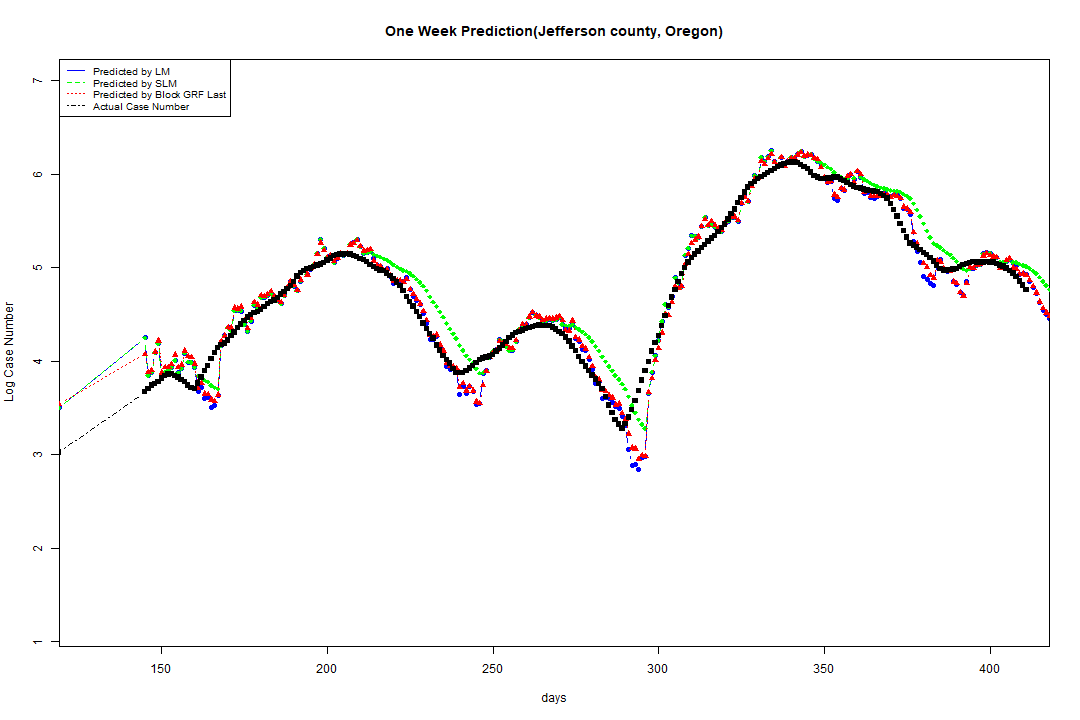 One Week Prediction(Jefferson county, Oregon)
Predicted by LM
Predicted by SLM
Predicted by Block GRF Last
Actual Case Number
Log Case Number
7
6
5
4
3
2
1
150 200 250 300 350 400
days